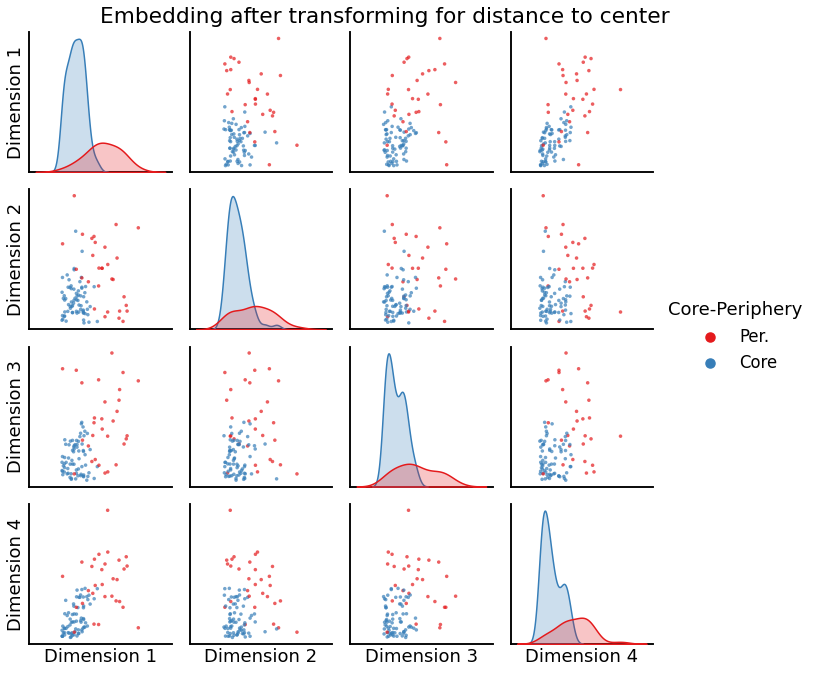 Embedding after transforming for distance to center
Dimension 1
Dimension 2
Dimension 3
Dimension 4
Core-Periphery
Per.
Core
Dimension 1
Dimension 2
Dimension 3
Dimension 4